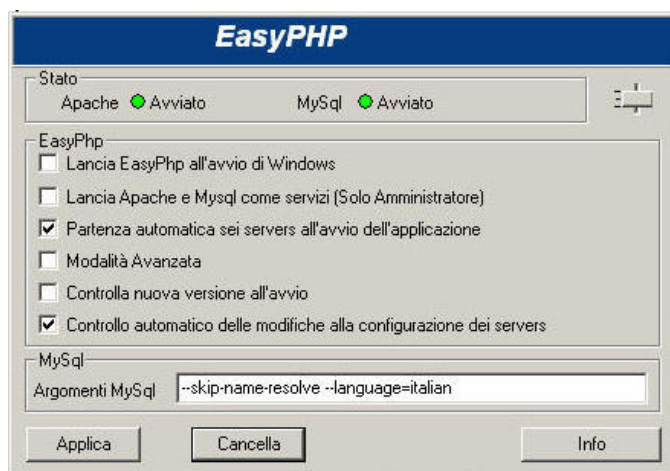 EasyPHP
Stato
Apache Avviato MySql Avviato
EasyPhp
Lancia EasyPhp all'avvio di Windows
Lancia Apache e Mysql come servizi (Solo Amministratore)
Partenza automatica sei servers all'avvio dell'applicazione
Modalità Avanzata
Controlla nuova versione all'avvio
Controllo automatico delle modifiche alla configurazione dei servers
MySql
Argomenti MySql --skip-name-resolve --language=italian
Applica Cancella Info